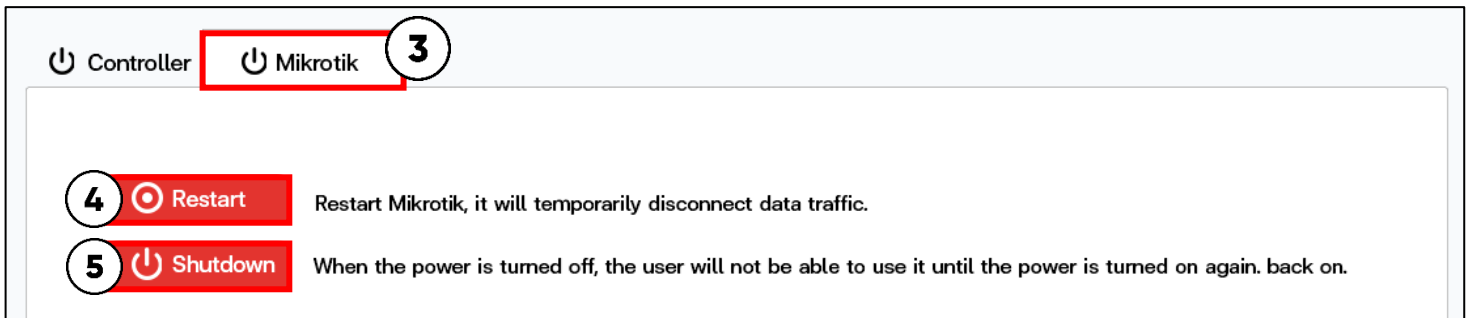 Controller Mikrotik 3
4 Restart Restart Mikrotik, it will temporarily disconnect data traffic.
5 Shutdown When the power is turned off, the user will not be able to use it until the power is turned on again. back on.